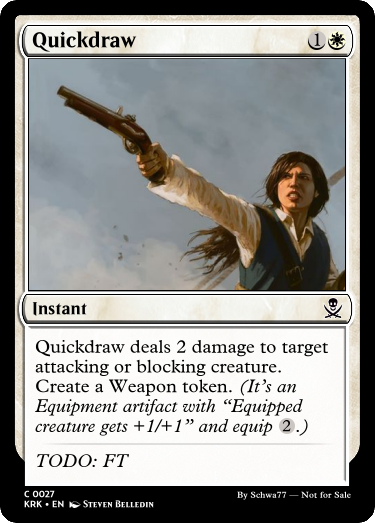 Quickdraw 1
Instant
Quickdraw deals 2 damage to target
attacking or blocking creature.
Create a Weapon token. (It's an
Equipment artifact with “Equipped
creature gets +1/+1” and equip 2.)
TODO: FT
C 0027
KRK • EN Steven Belledin
By Schwa77 — Not for Sale